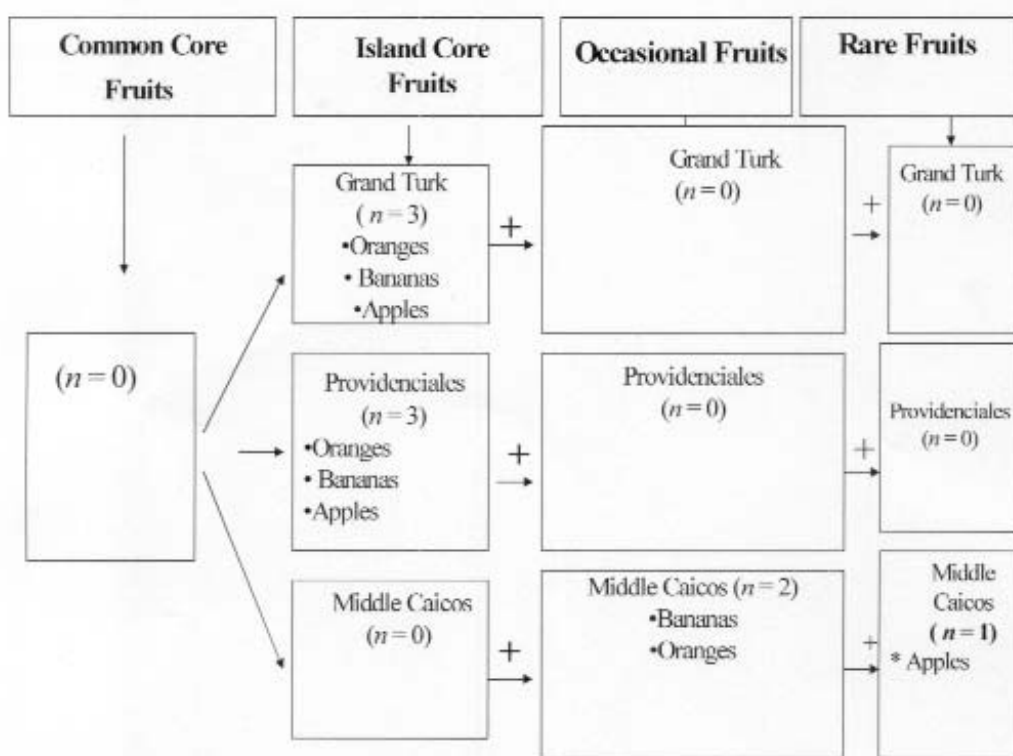 Common Core
Fruits
Island Core
Fruits
Occasional Fruits
Rare Fruits
(n = 0)
Grand Turk
( n = 3)
•Oranges
• Bananas
•Apples
+
Grand Turk
(n = 0)
+
Grand Turk
(n = 0)
Providenciales
(n = 3)
•Oranges
• Bananas
•Apples
+
Providenciales
(n = 0)
+
Providenciales
(n = 0)
Middle Caicos
(n = 0)
+
Middle Caicos (n = 2)
•Bananas
•Oranges
+
Middle
Caicos
( n = 1)
* Apples